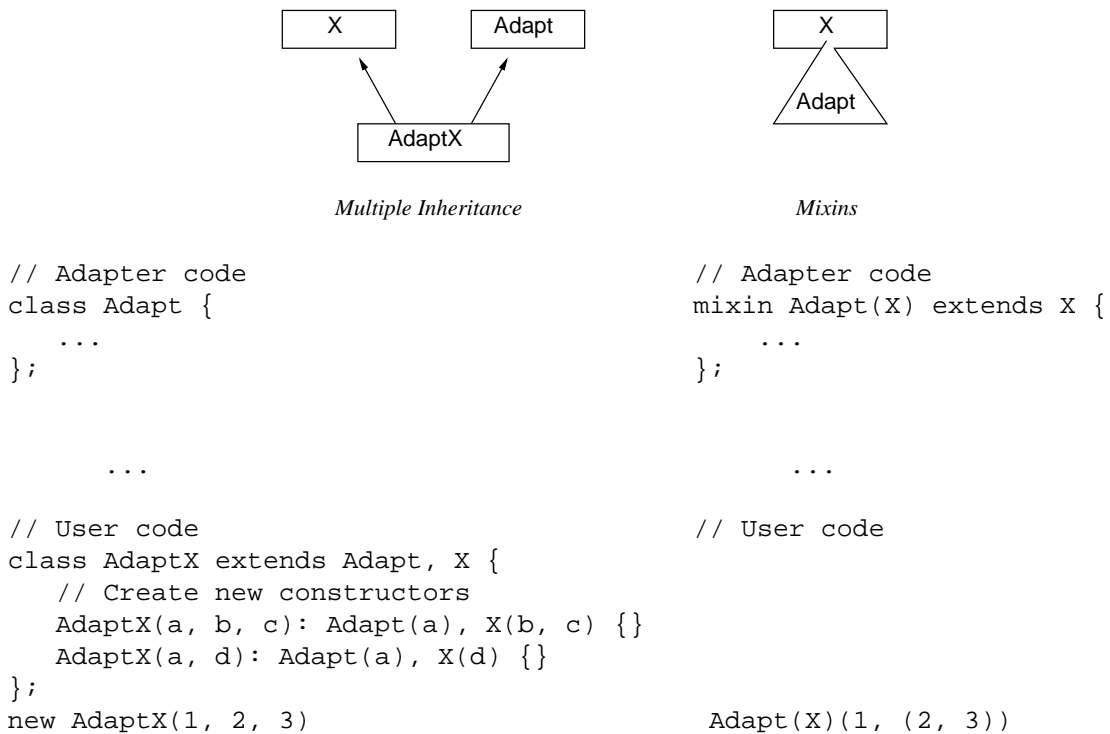 X
Adapt
AdaptX
Multiple Inheritance
// Adapter code
class Adapt {
...
};
...
// User code
class AdaptX extends Adapt, X {
// Create new constructors
AdaptX(a, b, c): Adapt(a), X(b, c) {}
AdaptX(a, d): Adapt(a), X(d) {}
};
new AdaptX(1, 2, 3)
X
Adapt
Mixins
// Adapter code
mixin Adapt(X) extends X {
...
};
...
// User code
Adapt(X)(1, (2, 3))